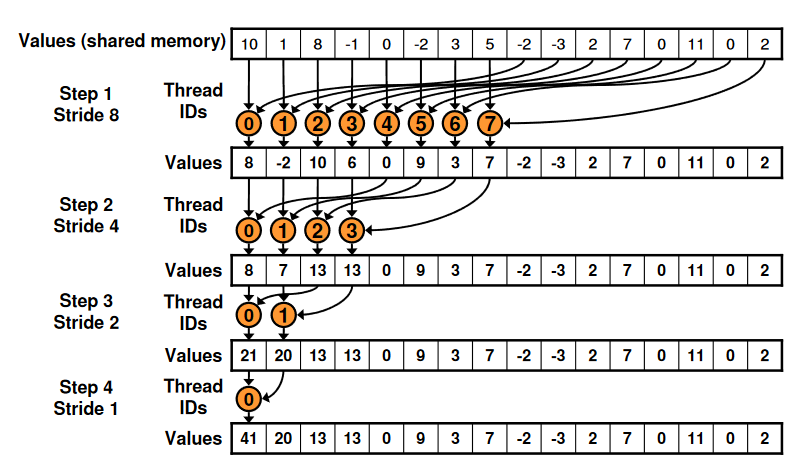 Values (shared memory) 10 1 8 -1 0 -2 3 5 -2 -3 2 7 0 11 0 2
Step 1 Thread
Stride 8 IDs 0 1 2 3 4 5 6 7
Values 8 -2 10 6 0 9 3 7 -2 -3 2 7 0 11 0 2
Step 2 Thread
Stride 4 IDs 0 1 2 3
Values 8 7 13 13 0 9 3 7 -2 -3 2 7 0 11 0 2
Step 3 Thread
Stride 2 IDs 0 1
Values 21 20 13 13 0 9 3 7 -2 -3 2 7 0 11 0 2
Step 4 Thread
Stride 1 IDs 0
Values 41 20 13 13 0 9 3 7 -2 -3 2 7 0 11 0 2